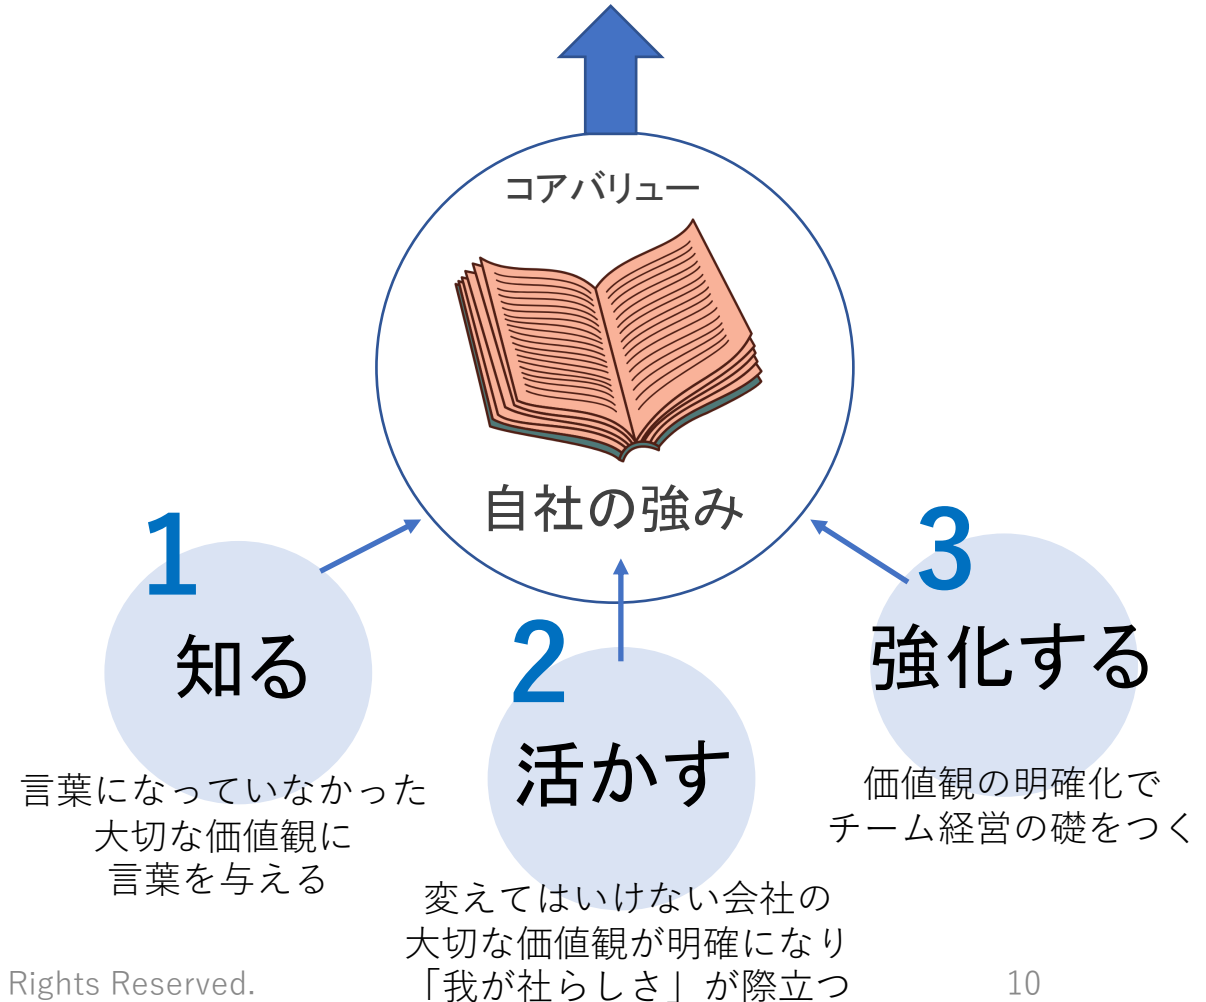 コアバリュー
自社の強み
1
知る
言葉になっていなかった
大切な価値観に
言葉を与える
2
活かす
変えてはいけない会社の
大切な価値観が明確になり
「我が社らしさ」が際立つ
3
強化する
価値観の明確化で
チーム経営の礎をつく
Rights Reserved.
10